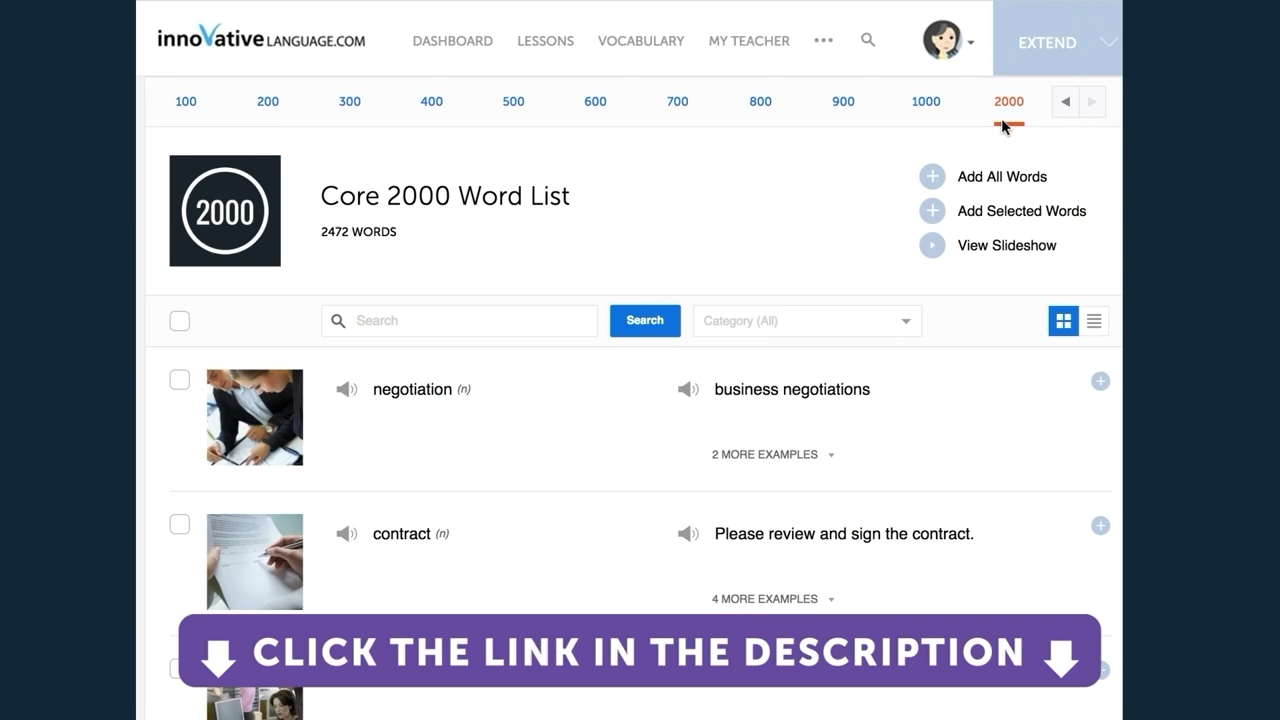 innoVative LANGUAGE.COM
DASHBOARD LESSONS VOCABULARY MY TEACHER ••• EXTEND
100 200 300 400 500 600 700 800 900 1000 2000
2000
Core 2000 Word List
2472 WORDS
Add All Words
Add Selected Words
View Slideshow
Search Search Category (All)
negotiation (n) business negotiations
2 MORE EXAMPLES
contract (n) Please review and sign the contract.
4 MORE EXAMPLES
CLICK THE LINK IN THE DESCRIPTION